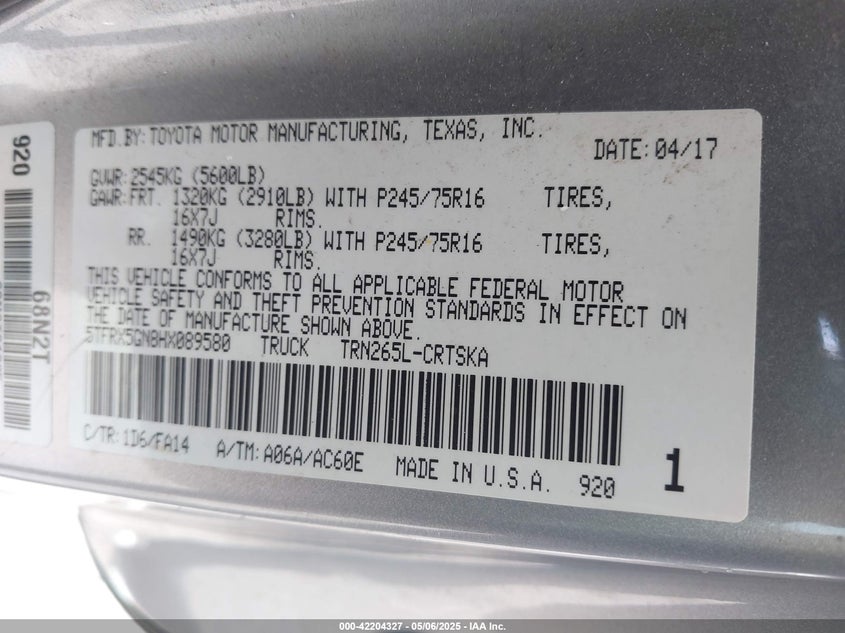 MFD.BY: TOYOTA MOTOR MANUFACTURING, TEXAS, INC.
DATE: 04/17
GVWR: 2545KG (5600LB)
GAWR: FRT. 1320KG (2910LB) WITH P245/75R16 TIRES,
16X7J RIMS.
RR. 1490KG (3280LB) WITH P245/75R16 TIRES,
16X7J RIMS.
THIS VEHICLE CONFORMS TO ALL APPLICABLE FEDERAL MOTOR
VEHICLE SAFETY AND THEFT PREVENTION STANDARDS IN EFFECT ON
THE DATE OF MANUFACTURE SHOWN ABOVE.
5TFRX5GN8HX089580 TRUCK TRN265L-CRTSKA
C/TR: 1D6/FA14 A/TM: A06A/AC60E MADE IN U.S.A. 920 1
920
68N2T
000-42204327 - 05/06/2025 - IAA Inc.